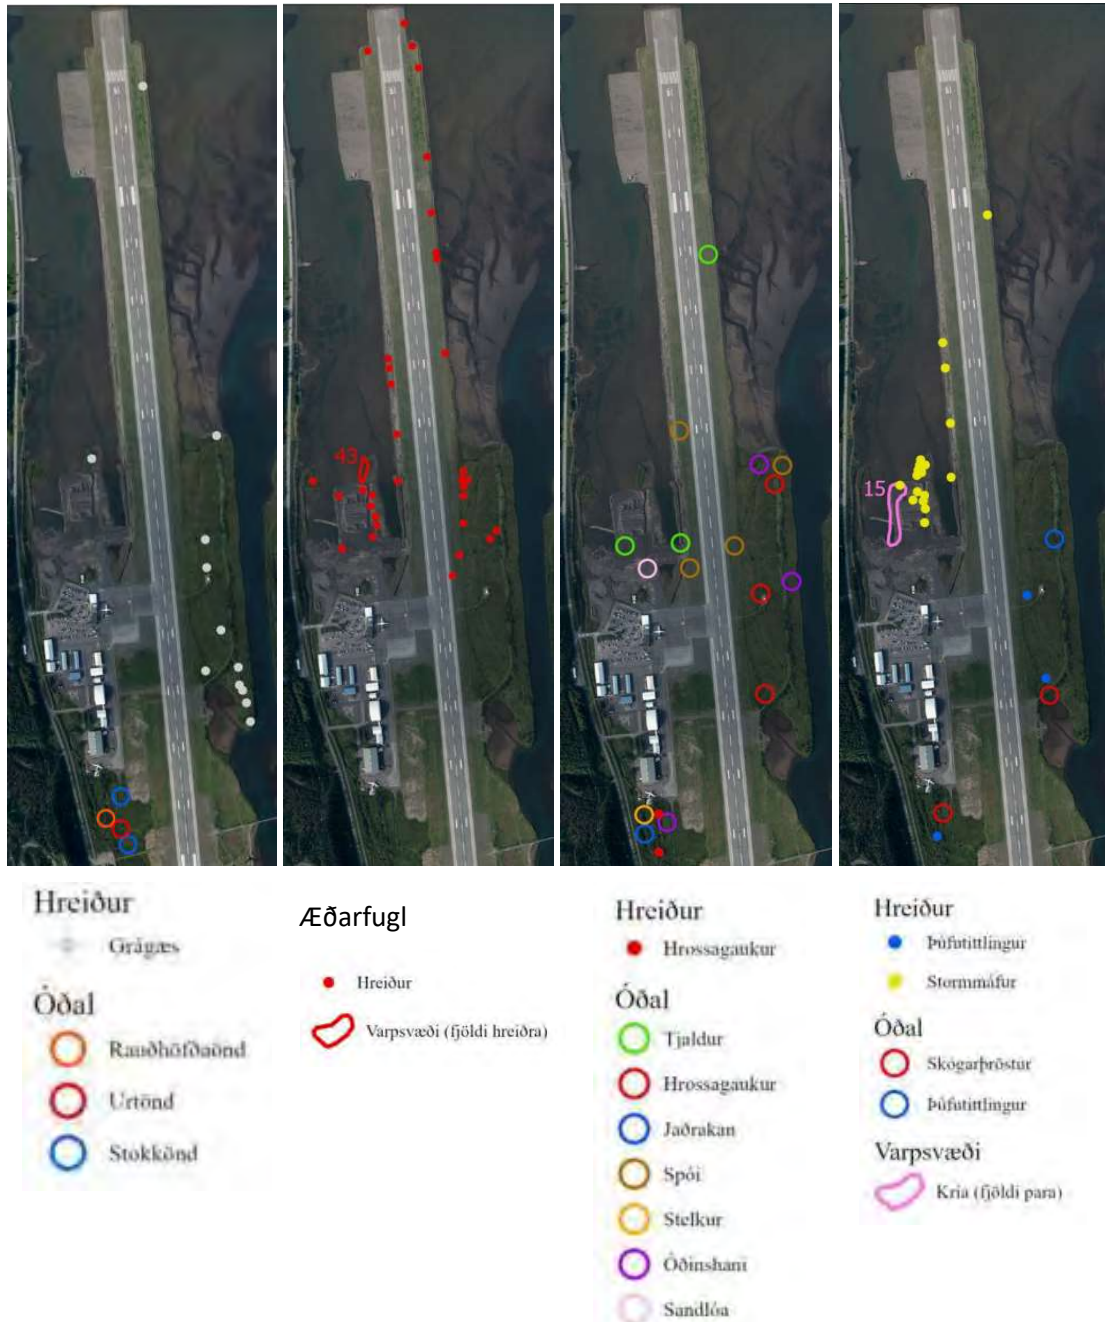 43
15
Hreiður
Grágæs
Óðal
Rauðhöfðaönd
Urtönd
Stokkönd
Æðarfugl
Hreiður
Varpsvæði (fjöldi hreiðra)
Hreiður
Hrossagaukur
Óðal
Tjaldur
Hrossagaukur
Jaðrakan
Spói
Stelkur
Óðinshani
Sandlóa
Hreiður
Þúfutittlingur
Stormmáfur
Óðal
Skógarþröstur
Þúfutittlingur
Varpsvæði
Kría (fjöldi para)